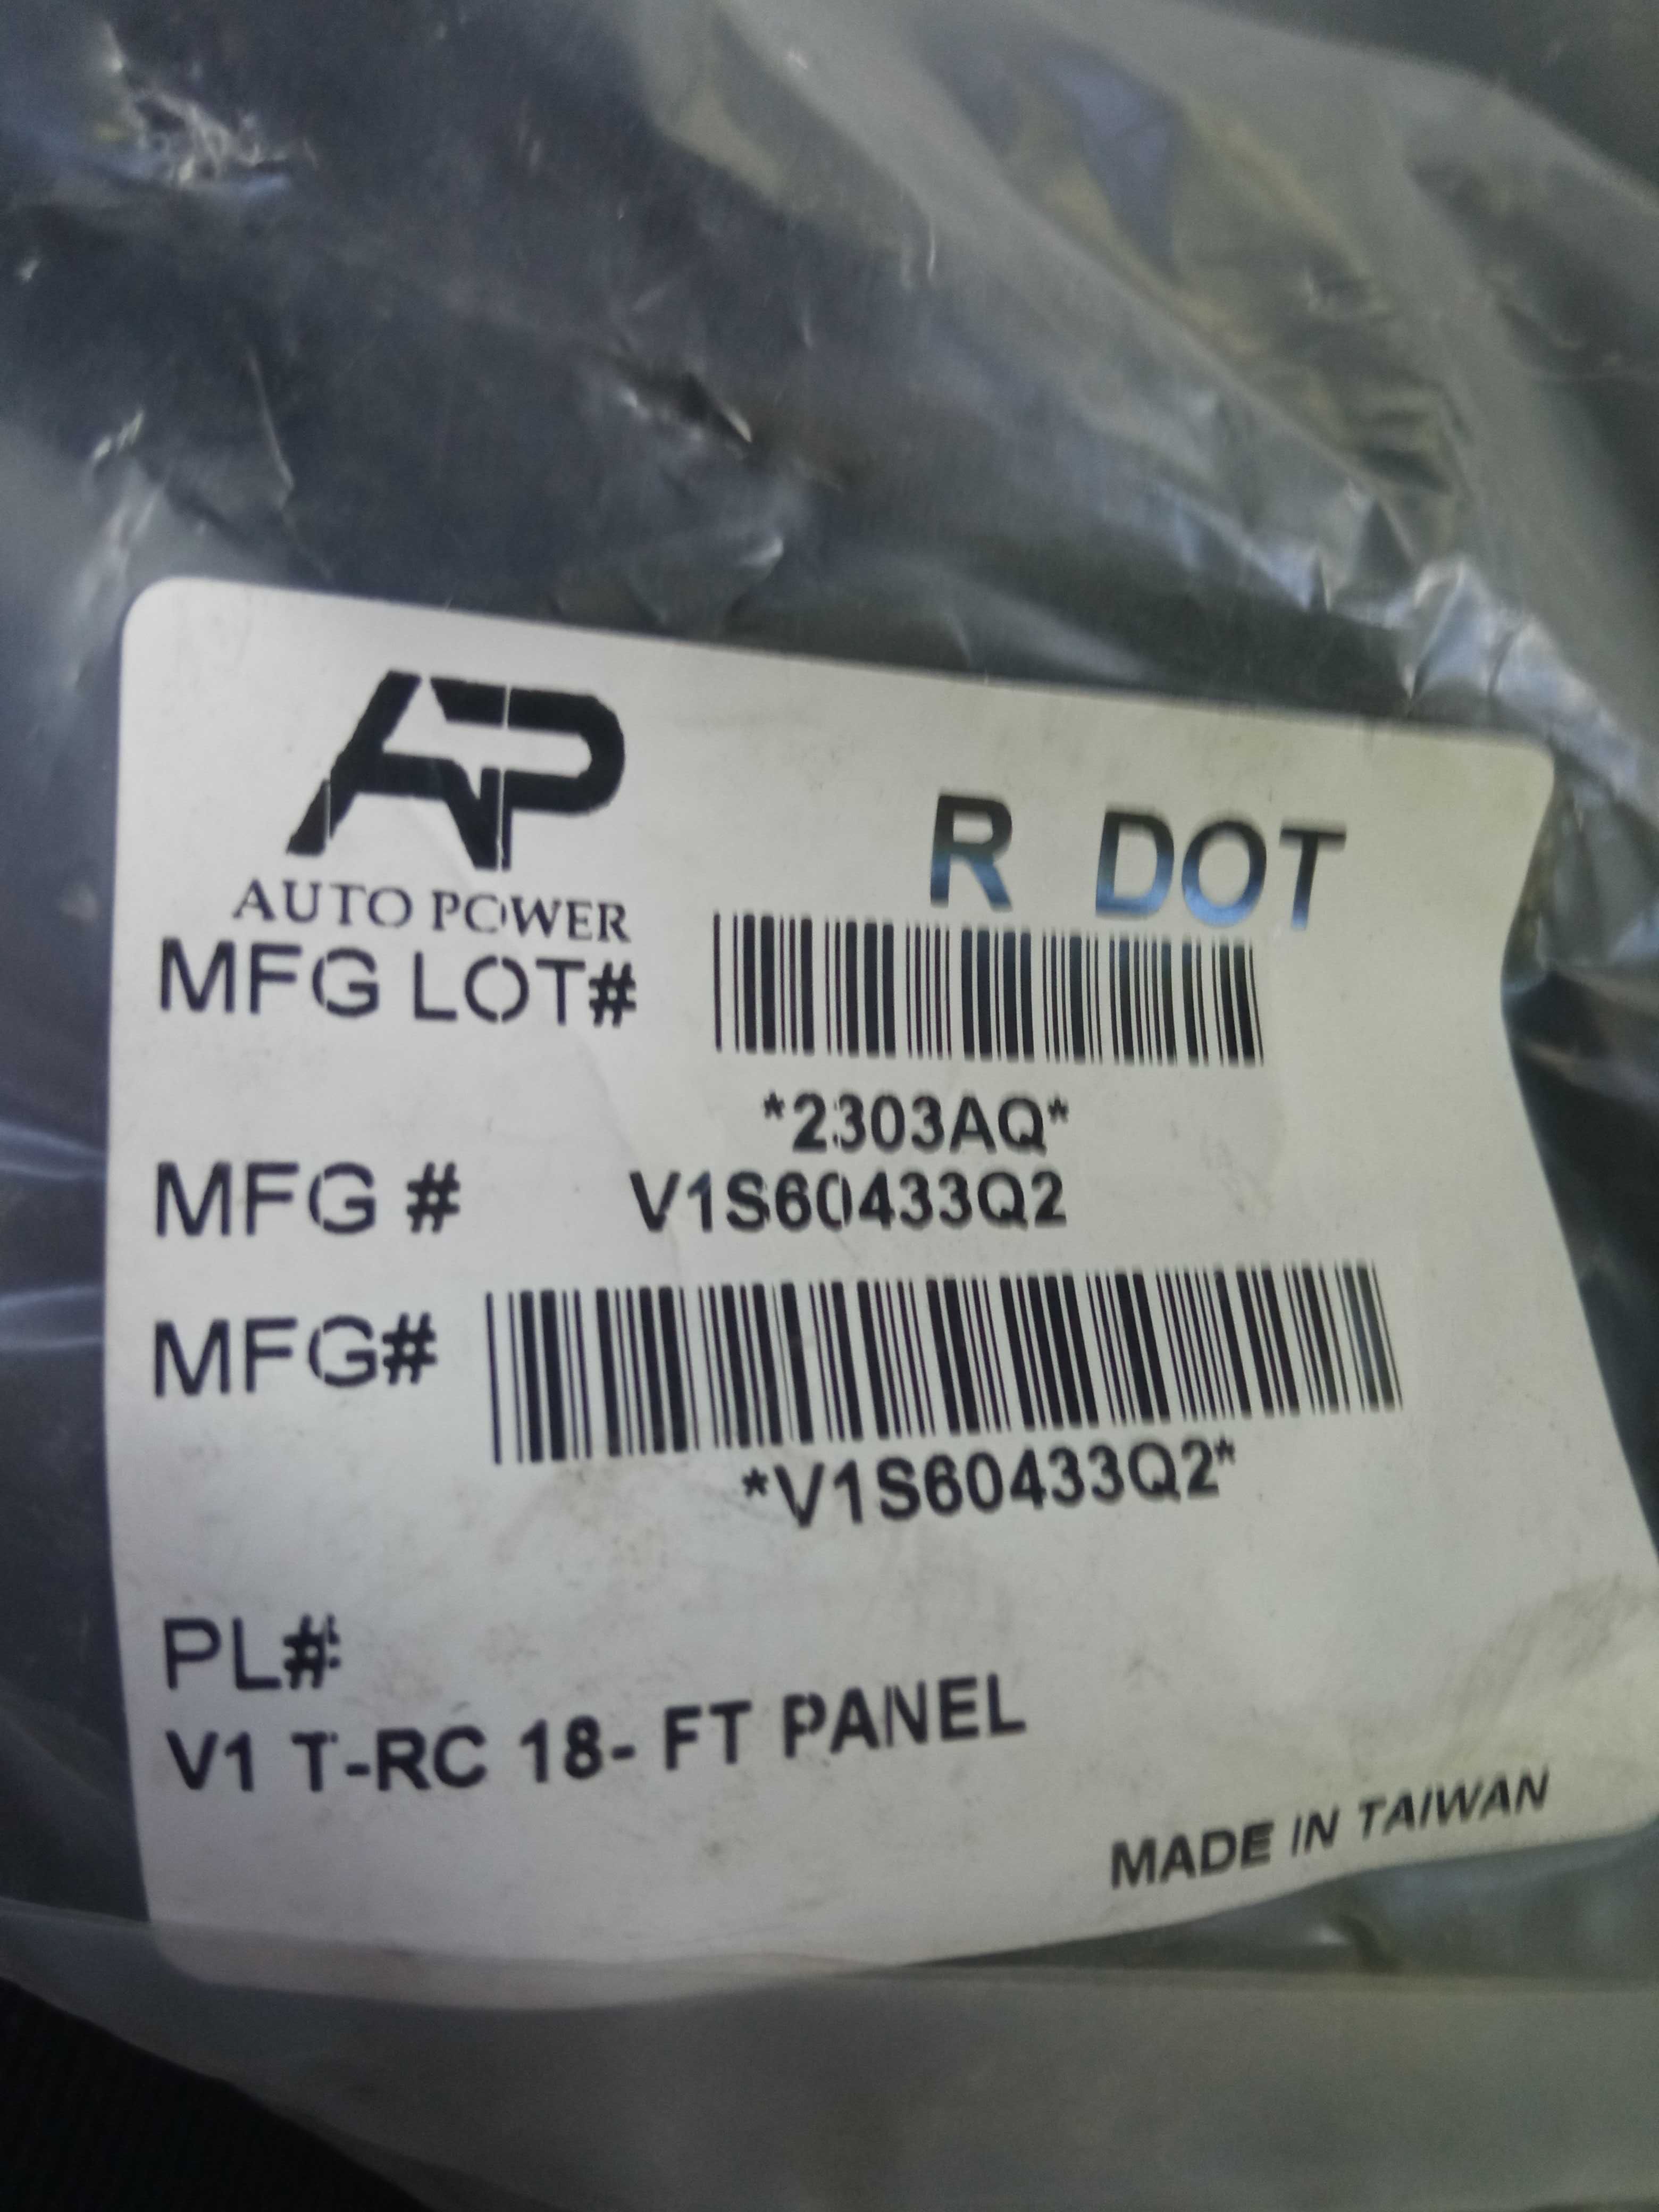 AP
AUTO POWER
R DOT
MFG LOT#
*2303AQ*
MFG # V1S60433Q2
MFG#
*V1S60433Q2*
PL#
V1 T-RC 18- FT PANEL
MADE IN TAIWAN